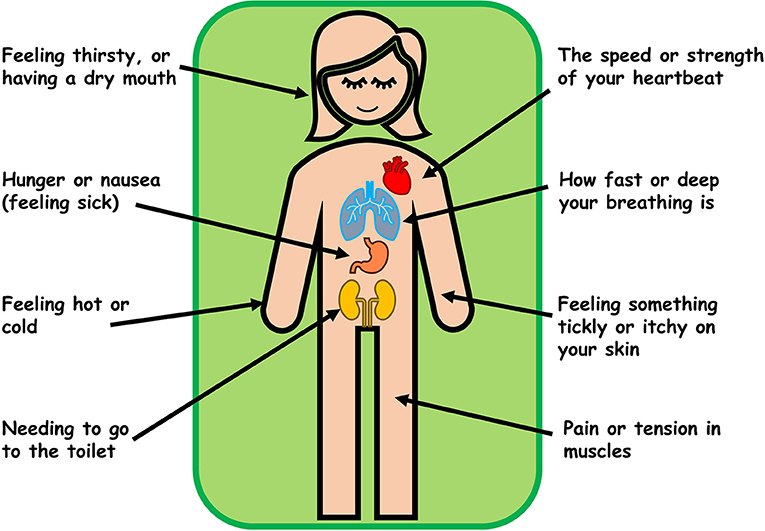 Feeling thirsty, or
having a dry mouth
The speed or strength
of your heartbeat
Hunger or nausea
(feeling sick)
How fast or deep
your breathing is
Feeling hot or
cold
Feeling something
tickly or itchy on
your skin
Needing to go
to the toilet
Pain or tension in
muscles